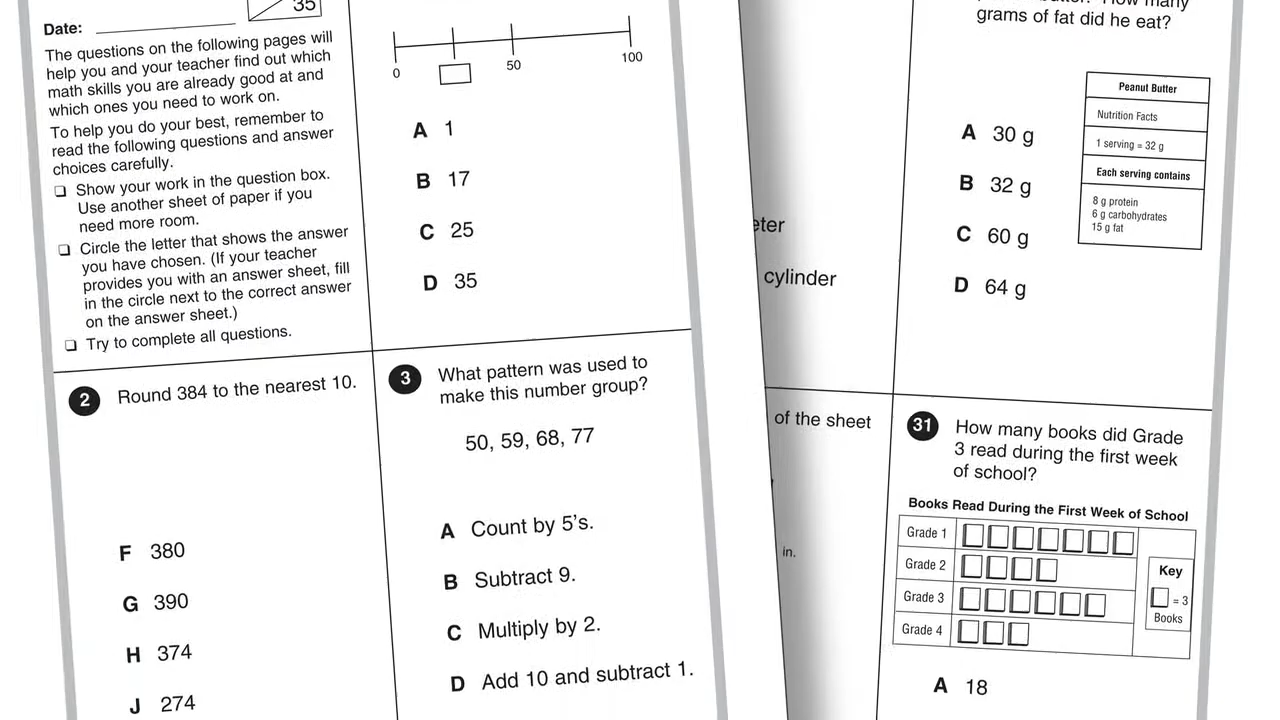 35
Date:
The questions on the following pages will
help you and your teacher find out which
math skills you are already good at and
which ones you need to work on.
To help you do your best, remember to
read the following questions and answer
choices carefully.
❏ Show your work in the question box.
Use another sheet of paper if you
need more room.
❏ Circle the letter that shows the answer
you have chosen. (If your teacher
provides you with an answer sheet, fill
in the circle next to the correct answer
on the answer sheet.)
❏ Try to complete all questions.
0 50 100
A 1
B 17
C 25
D 35
2 Round 384 to the nearest 10.
F 380
G 390
H 374
J 274
3 What pattern was used to
make this number group?
50, 59, 68, 77
A Count by 5's.
B Subtract 9.
C Multiply by 2.
D Add 10 and subtract 1.
cylinder
of the sheet
in.
How many
grams of fat did he eat?
A 30 g
B 32 g
C 60 g
D 64 g
Peanut Butter
Nutrition Facts
1 serving = 32 g
Each serving contains
8 g protein
6 g carbohydrates
15 g fat
31 How many books did Grade
3 read during the first week
of school?
Books Read During the First Week of School
Grade 1
Grade 2
Grade 3
Grade 4
Key
= 3
Books
A 18